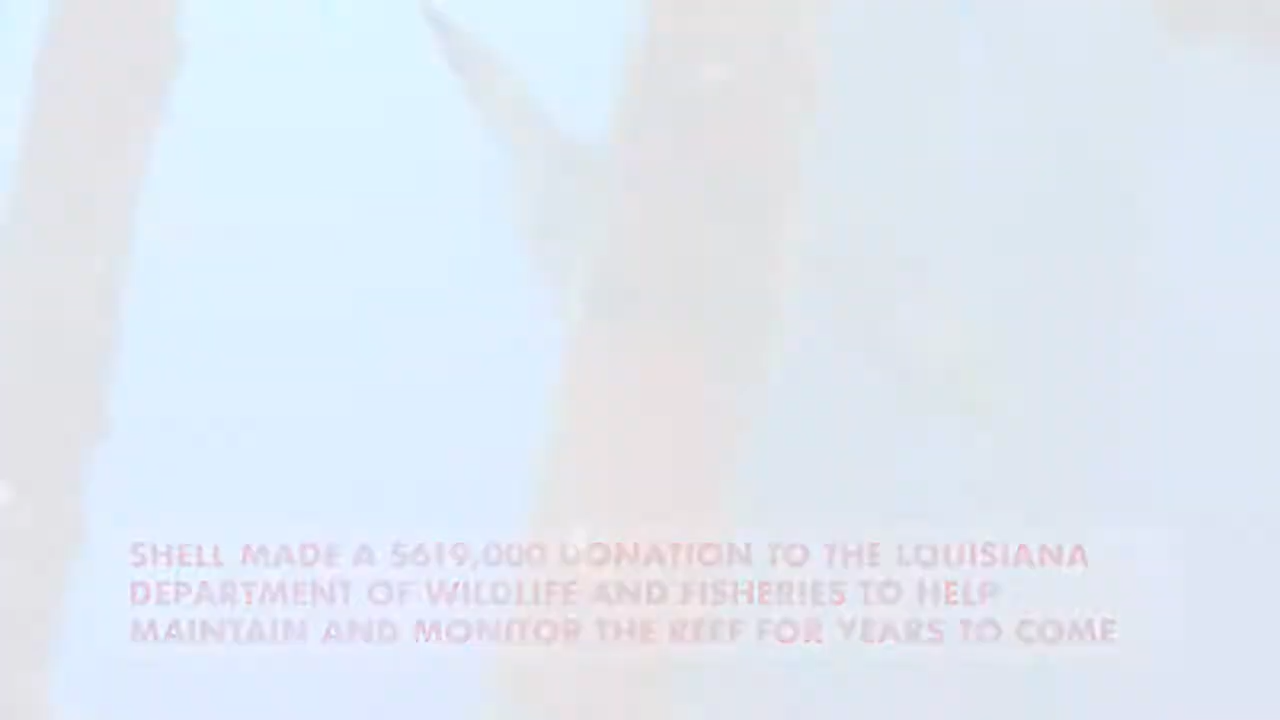 SHELL MADE A $619,000 DONATION TO THE LOUISIANA
DEPARTMENT OF WILDLIFE AND FISHERIES TO HELP
MAINTAIN AND MONITOR THE REEF FOR YEARS TO COME